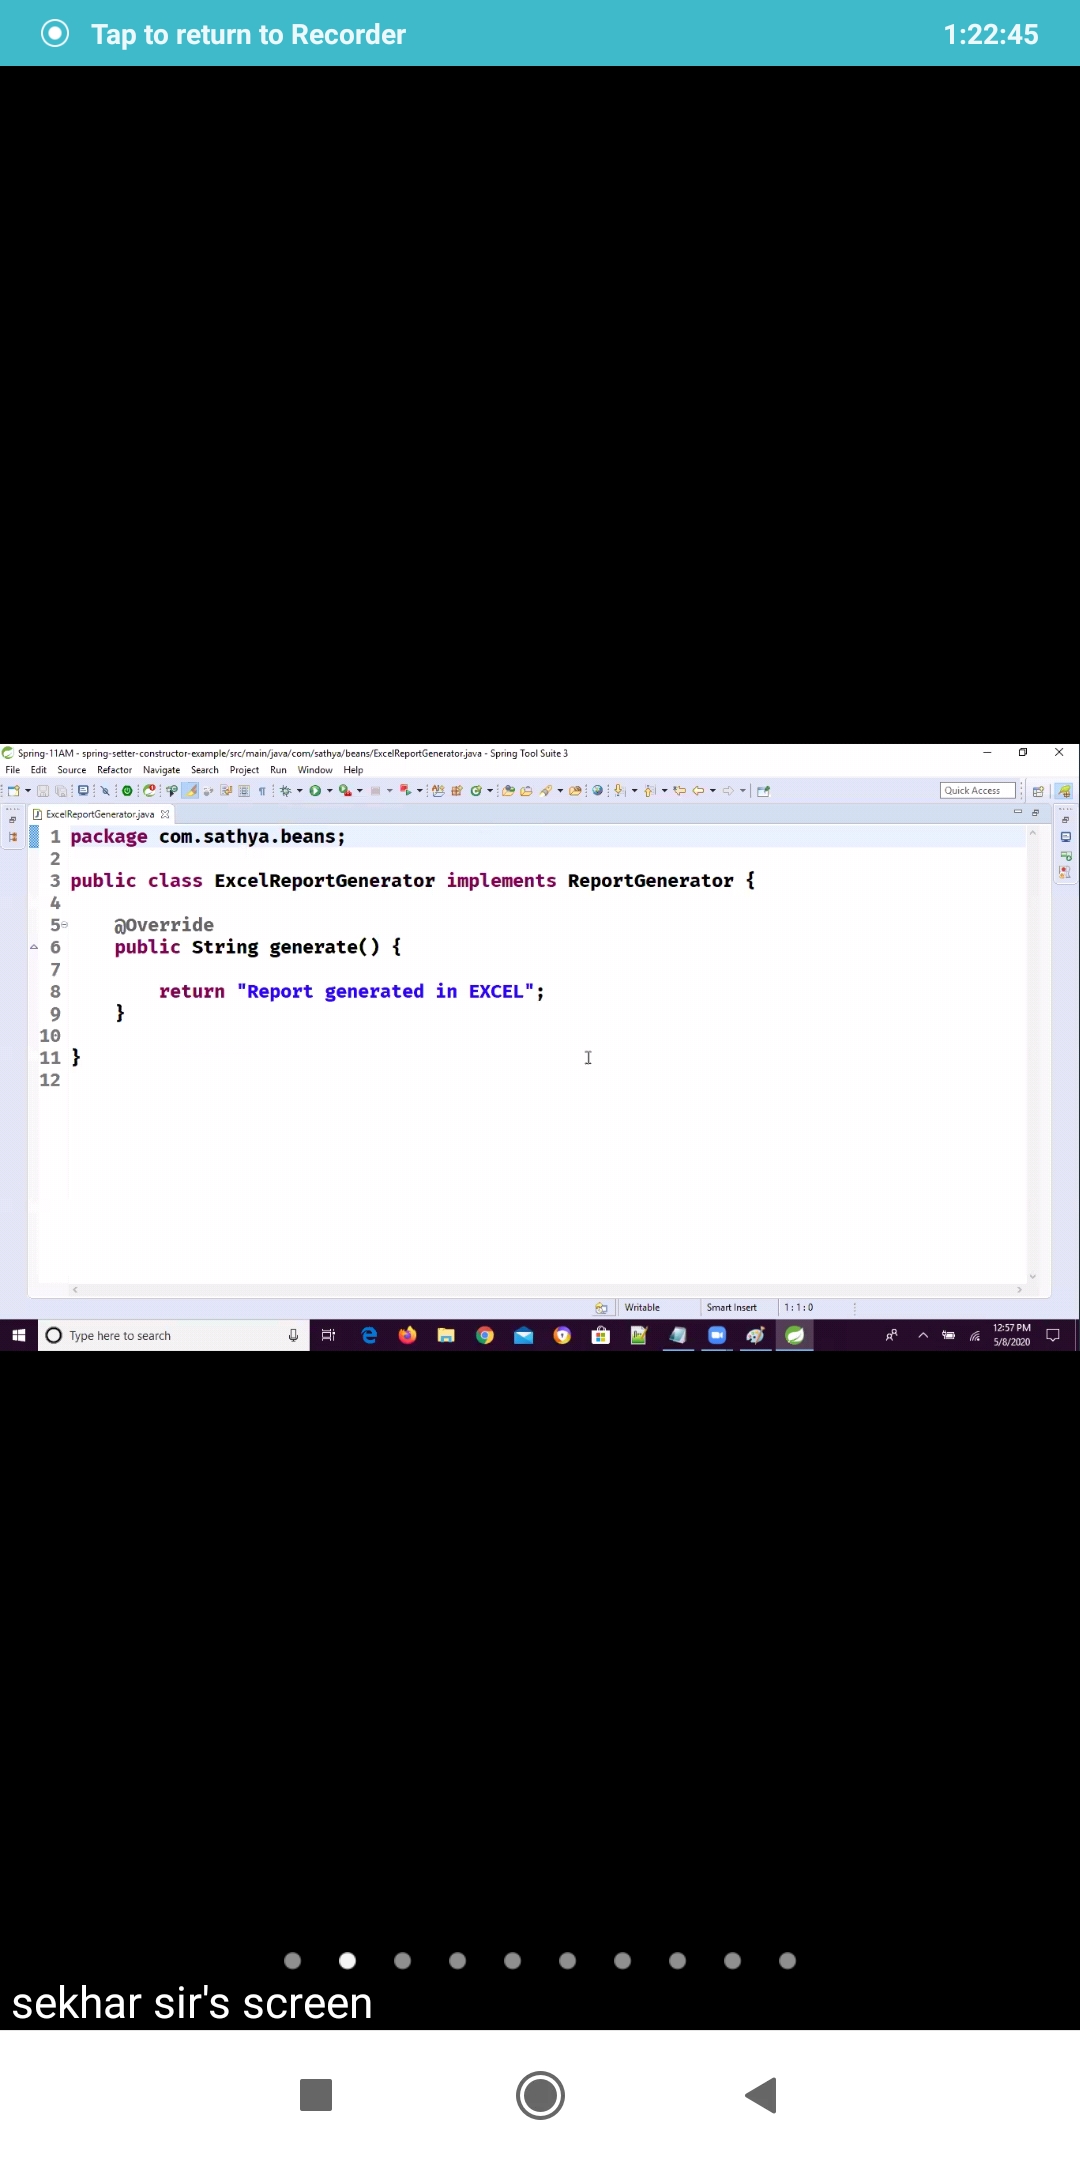 Tap to return to Recorder 1:22:45
Spring-11AM - spring-setter-constructor-example/src/main/java/com/sathya/beans/ExcelReportGenerator.java - Spring Tool Suite 3
File Edit Source Refactor Navigate Search Project Run Window Help
Quick Access
ExcelReportGenerator.java
1 package com.sathya.beans;
2
3 public class ExcelReportGenerator implements ReportGenerator {
4
5 @Override
6 public String generate() {
7
8 return "Report generated in EXCEL";
9 }
10
11 }
12
Writable Smart Insert 1:1:0
Type here to search 12:57 PM
5/8/2020
sekhar sir's screen